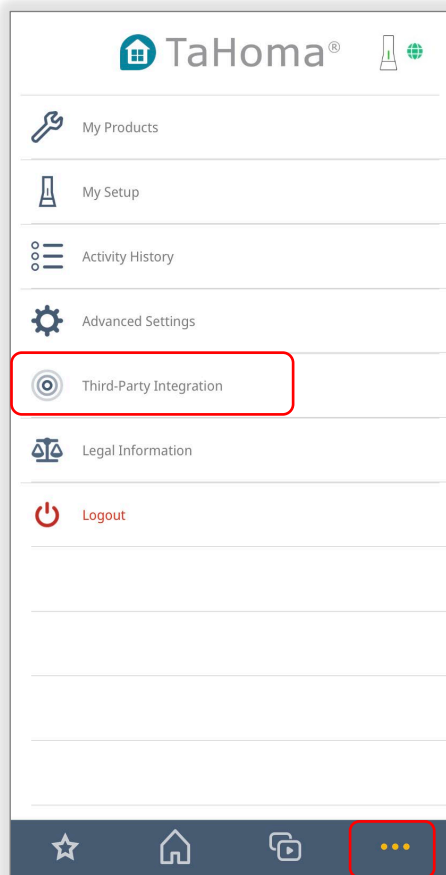 TaHoma®
My Products
My Setup
Activity History
Advanced Settings
Third-Party Integration
Legal Information
Logout